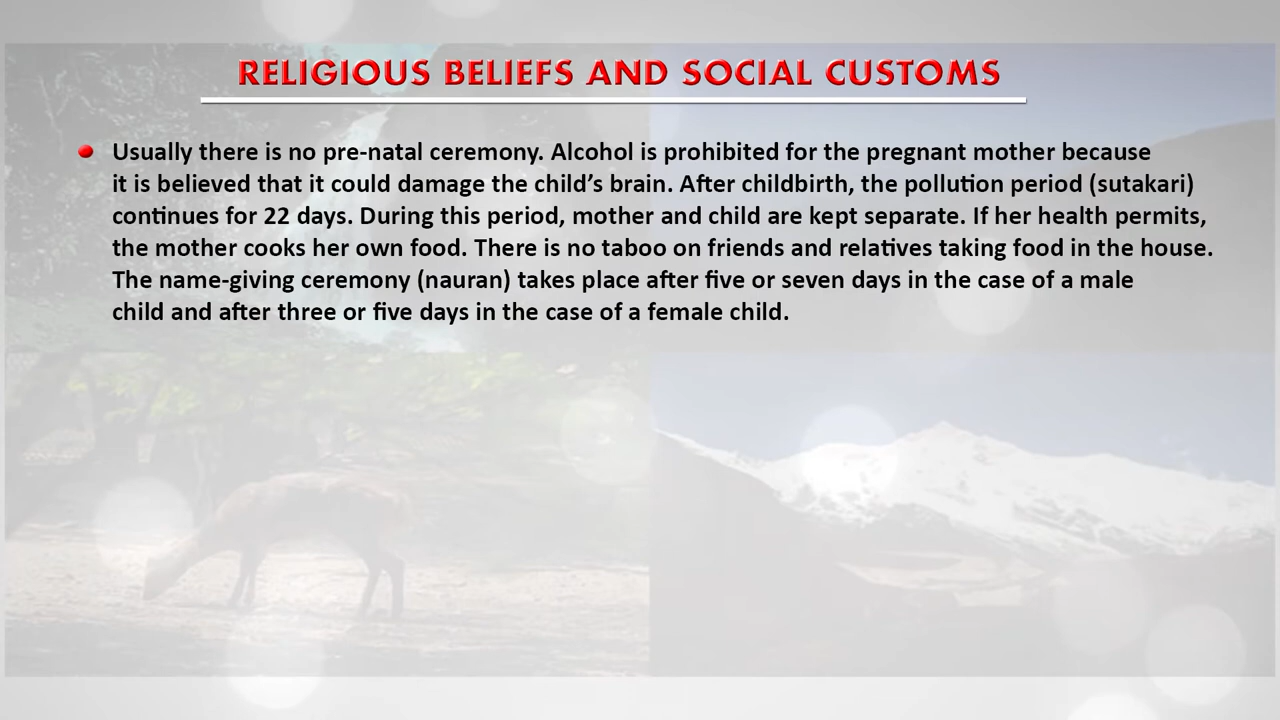 RELIGIOUS BELIEFS AND SOCIAL CUSTOMS
Usually there is no pre-natal ceremony. Alcohol is prohibited for the pregnant mother because
it is believed that it could damage the child’s brain. After childbirth, the pollution period (sutakari)
continues for 22 days. During this period, mother and child are kept separate. If her health permits,
the mother cooks her own food. There is no taboo on friends and relatives taking food in the house.
The name-giving ceremony (nauran) takes place after five or seven days in the case of a male
child and after three or five days in the case of a female child.